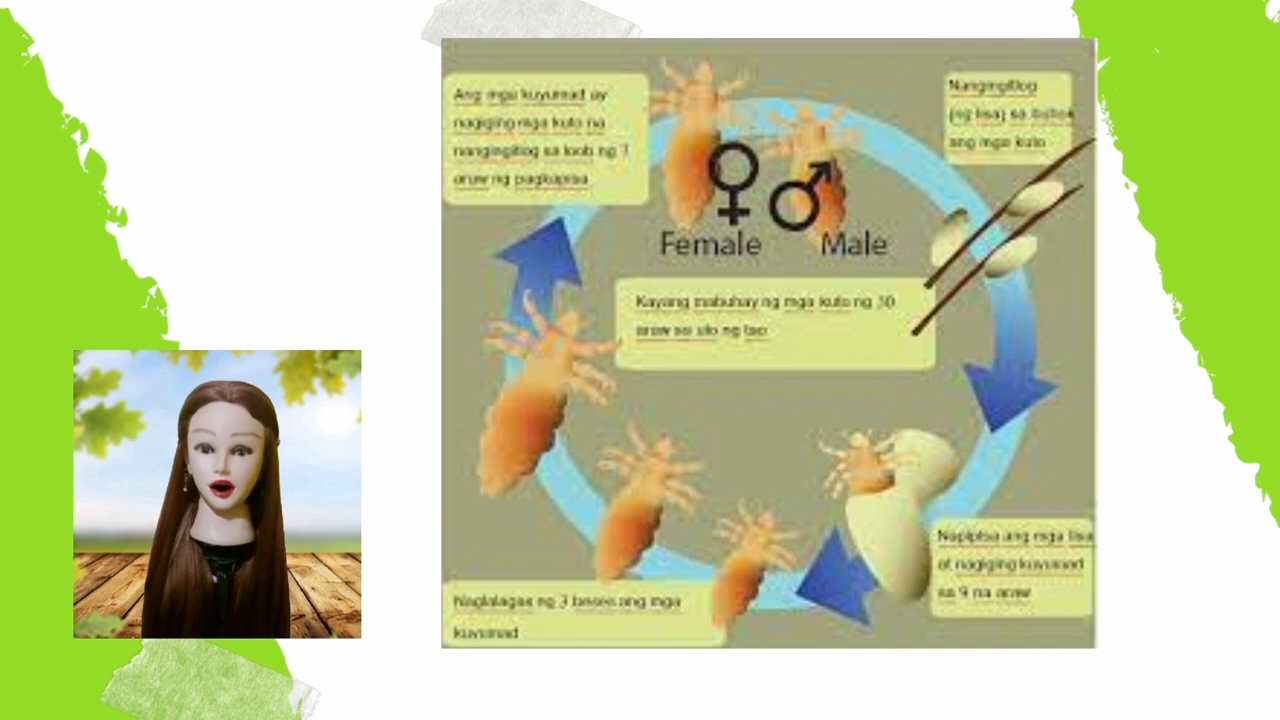 Ang mga kuyumad ay
nagiging mga kuto na
nangingitlog sa loob ng 7
araw ng pagkapisa
Nangingitlog
(ng lisa) sa buhok
ang mga kuto
Female
Male
Kayang mabuhay ng mga kuto ng 30
araw sa ulo ng tao
Napipisa ang mga lisa
at nagiging kuyumad
sa 9 na araw
Naglalagas ng 3 beses ang mga
kuyumad